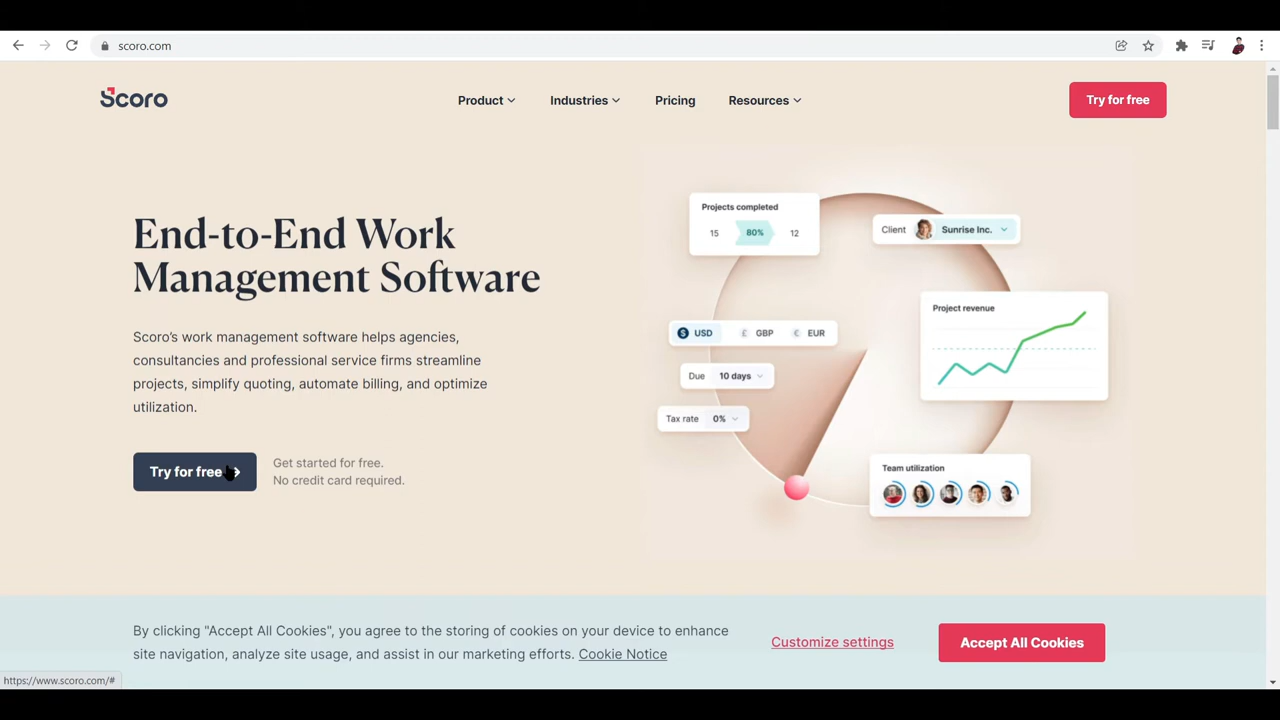 scoro.com
Scoro
Product
Industries
Pricing
Resources
Try for free
End-to-End Work
Management Software
Scoro's work management software helps agencies,
consultancies and professional service firms streamline
projects, simplify quoting, automate billing, and optimize
utilization.
Try for free
Get started for free.
No credit card required.
Projects completed
15 80% 12
Client Sunrise Inc.
Project revenue
$ USD £ GBP € EUR
Due 10 days
Tax rate 0%
Team utilization
By clicking "Accept All Cookies", you agree to the storing of cookies on your device to enhance
site navigation, analyze site usage, and assist in our marketing efforts. Cookie Notice
Customize settings
Accept All Cookies
https://www.scoro.com/#